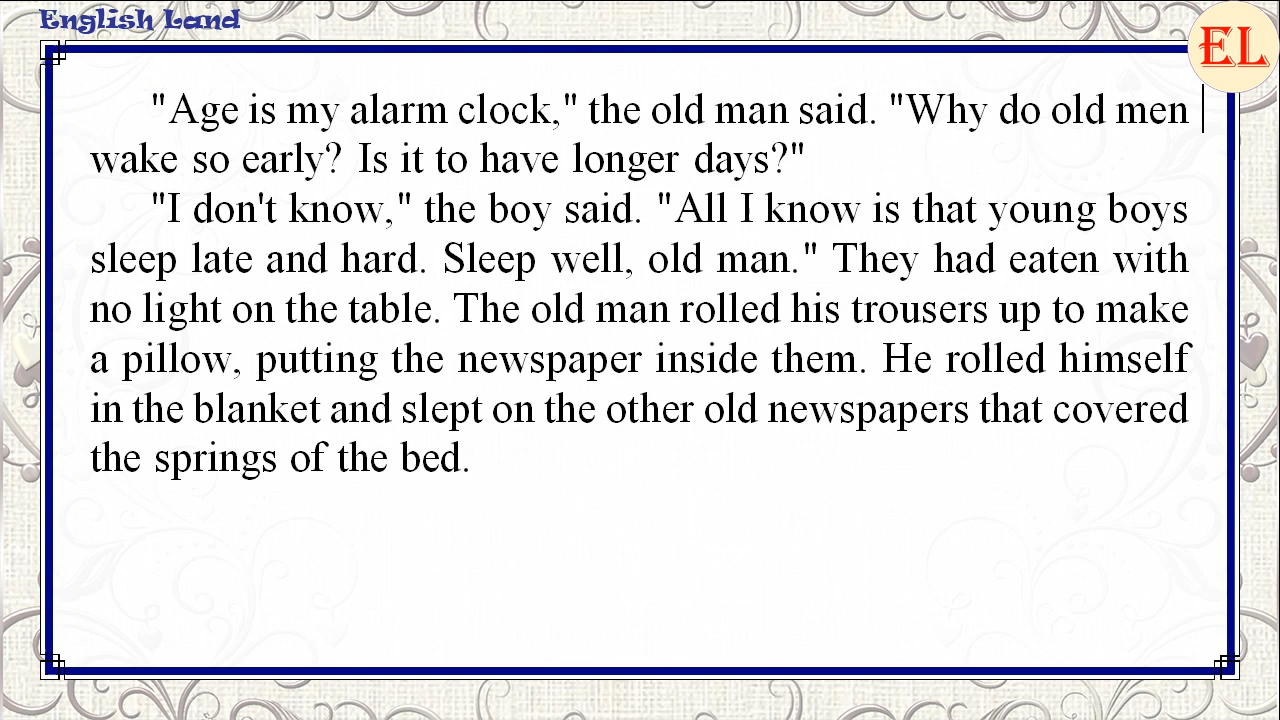 English Land
EL
"Age is my alarm clock," the old man said. "Why do old men
wake so early? Is it to have longer days?"
"I don't know," the boy said. "All I know is that young boys
sleep late and hard. Sleep well, old man." They had eaten with
no light on the table. The old man rolled his trousers up to make
a pillow, putting the newspaper inside them. He rolled himself
in the blanket and slept on the other old newspapers that covered
the springs of the bed.